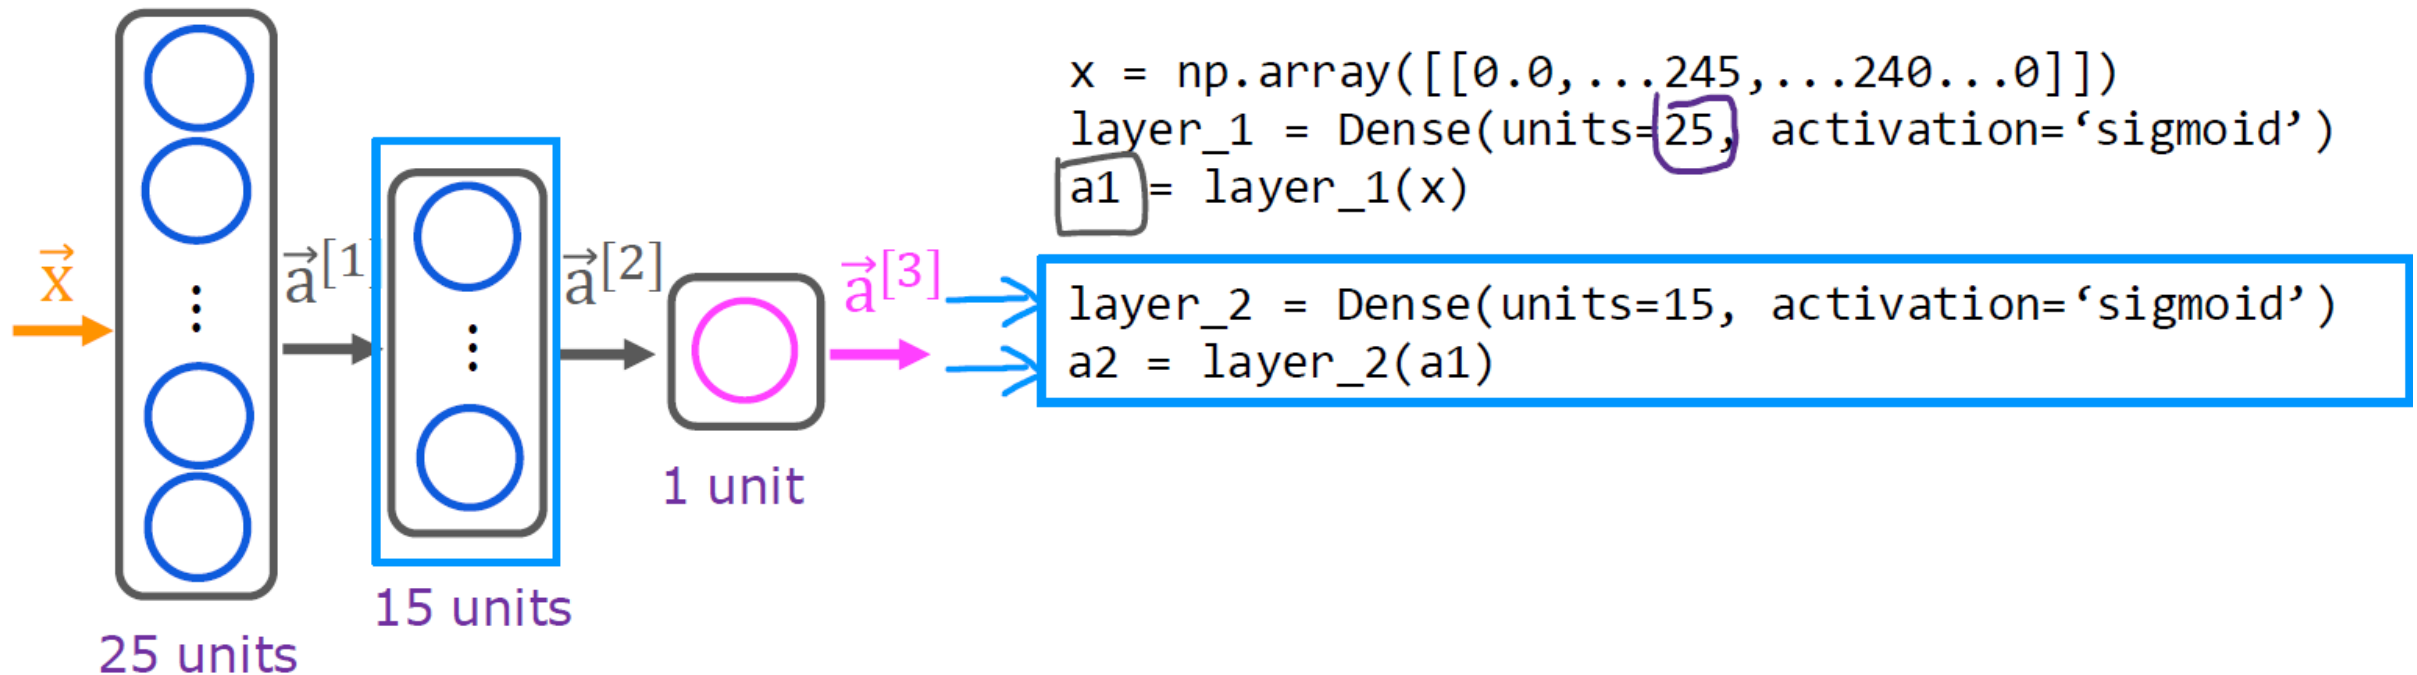 x = np.array([[0.0,...245,...240...0]])
layer_1 = Dense(units=25, activation=‘sigmoid’)
a1 = layer_1(x)
layer_2 = Dense(units=15, activation=‘sigmoid’)
a2 = layer_2(a1)
x⃗
a⃗[1]
a⃗[2]
a⃗[3]
25 units
15 units
1 unit